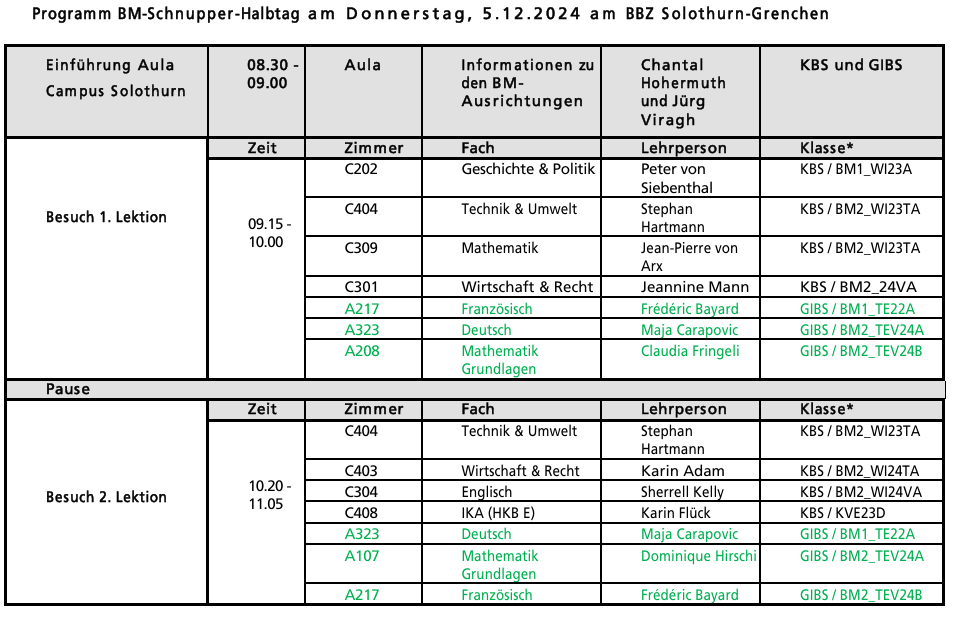 Programm BM-Schnupper-Halbtag am Donnerstag, 5.12.2024 am BBZ Solothurn-Grenchen
Einführung Aula Campus Solothurn 08.30 - 09.00 Aula Informationen zu den BM-Ausrichtungen Chantal Hohermuth und Jürg Viragh KBS und GIBS
Zeit Zimmer Fach Lehrperson Klasse*
Besuch 1. Lektion
09.15 - 10.00
C202 Geschichte & Politik Peter von Siebenthal KBS / BM1_WI23A
C404 Technik & Umwelt Stephan Hartmann KBS / BM2_WI23TA
C309 Mathematik Jean-Pierre von Arx KBS / BM2_WI23TA
C301 Wirtschaft & Recht Jeannine Mann KBS / BM2_24VA
A217 Französisch Frédéric Bayard GIBS / BM1_TE22A
A323 Deutsch Maja Carapovic GIBS / BM2_TEV24A
A208 Mathematik Grundlagen Claudia Fringeli GIBS / BM2_TEV24B
Pause
Zeit Zimmer Fach Lehrperson Klasse*
Besuch 2. Lektion
10.20 - 11.05
C404 Technik & Umwelt Stephan Hartmann KBS / BM2_WI23TA
C403 Wirtschaft & Recht Karin Adam KBS / BM2_WI24TA
C304 Englisch Sherrell Kelly KBS / BM2_WI24VA
C408 IKA (HKB E) Karin Flück KBS / KVE23D
A323 Deutsch Maja Carapovic GIBS / BM1_TE22A
A107 Mathematik Grundlagen Dominique Hirschi GIBS / BM2_TEV24A
A217 Französisch Frédéric Bayard GIBS / BM2_TEV24B